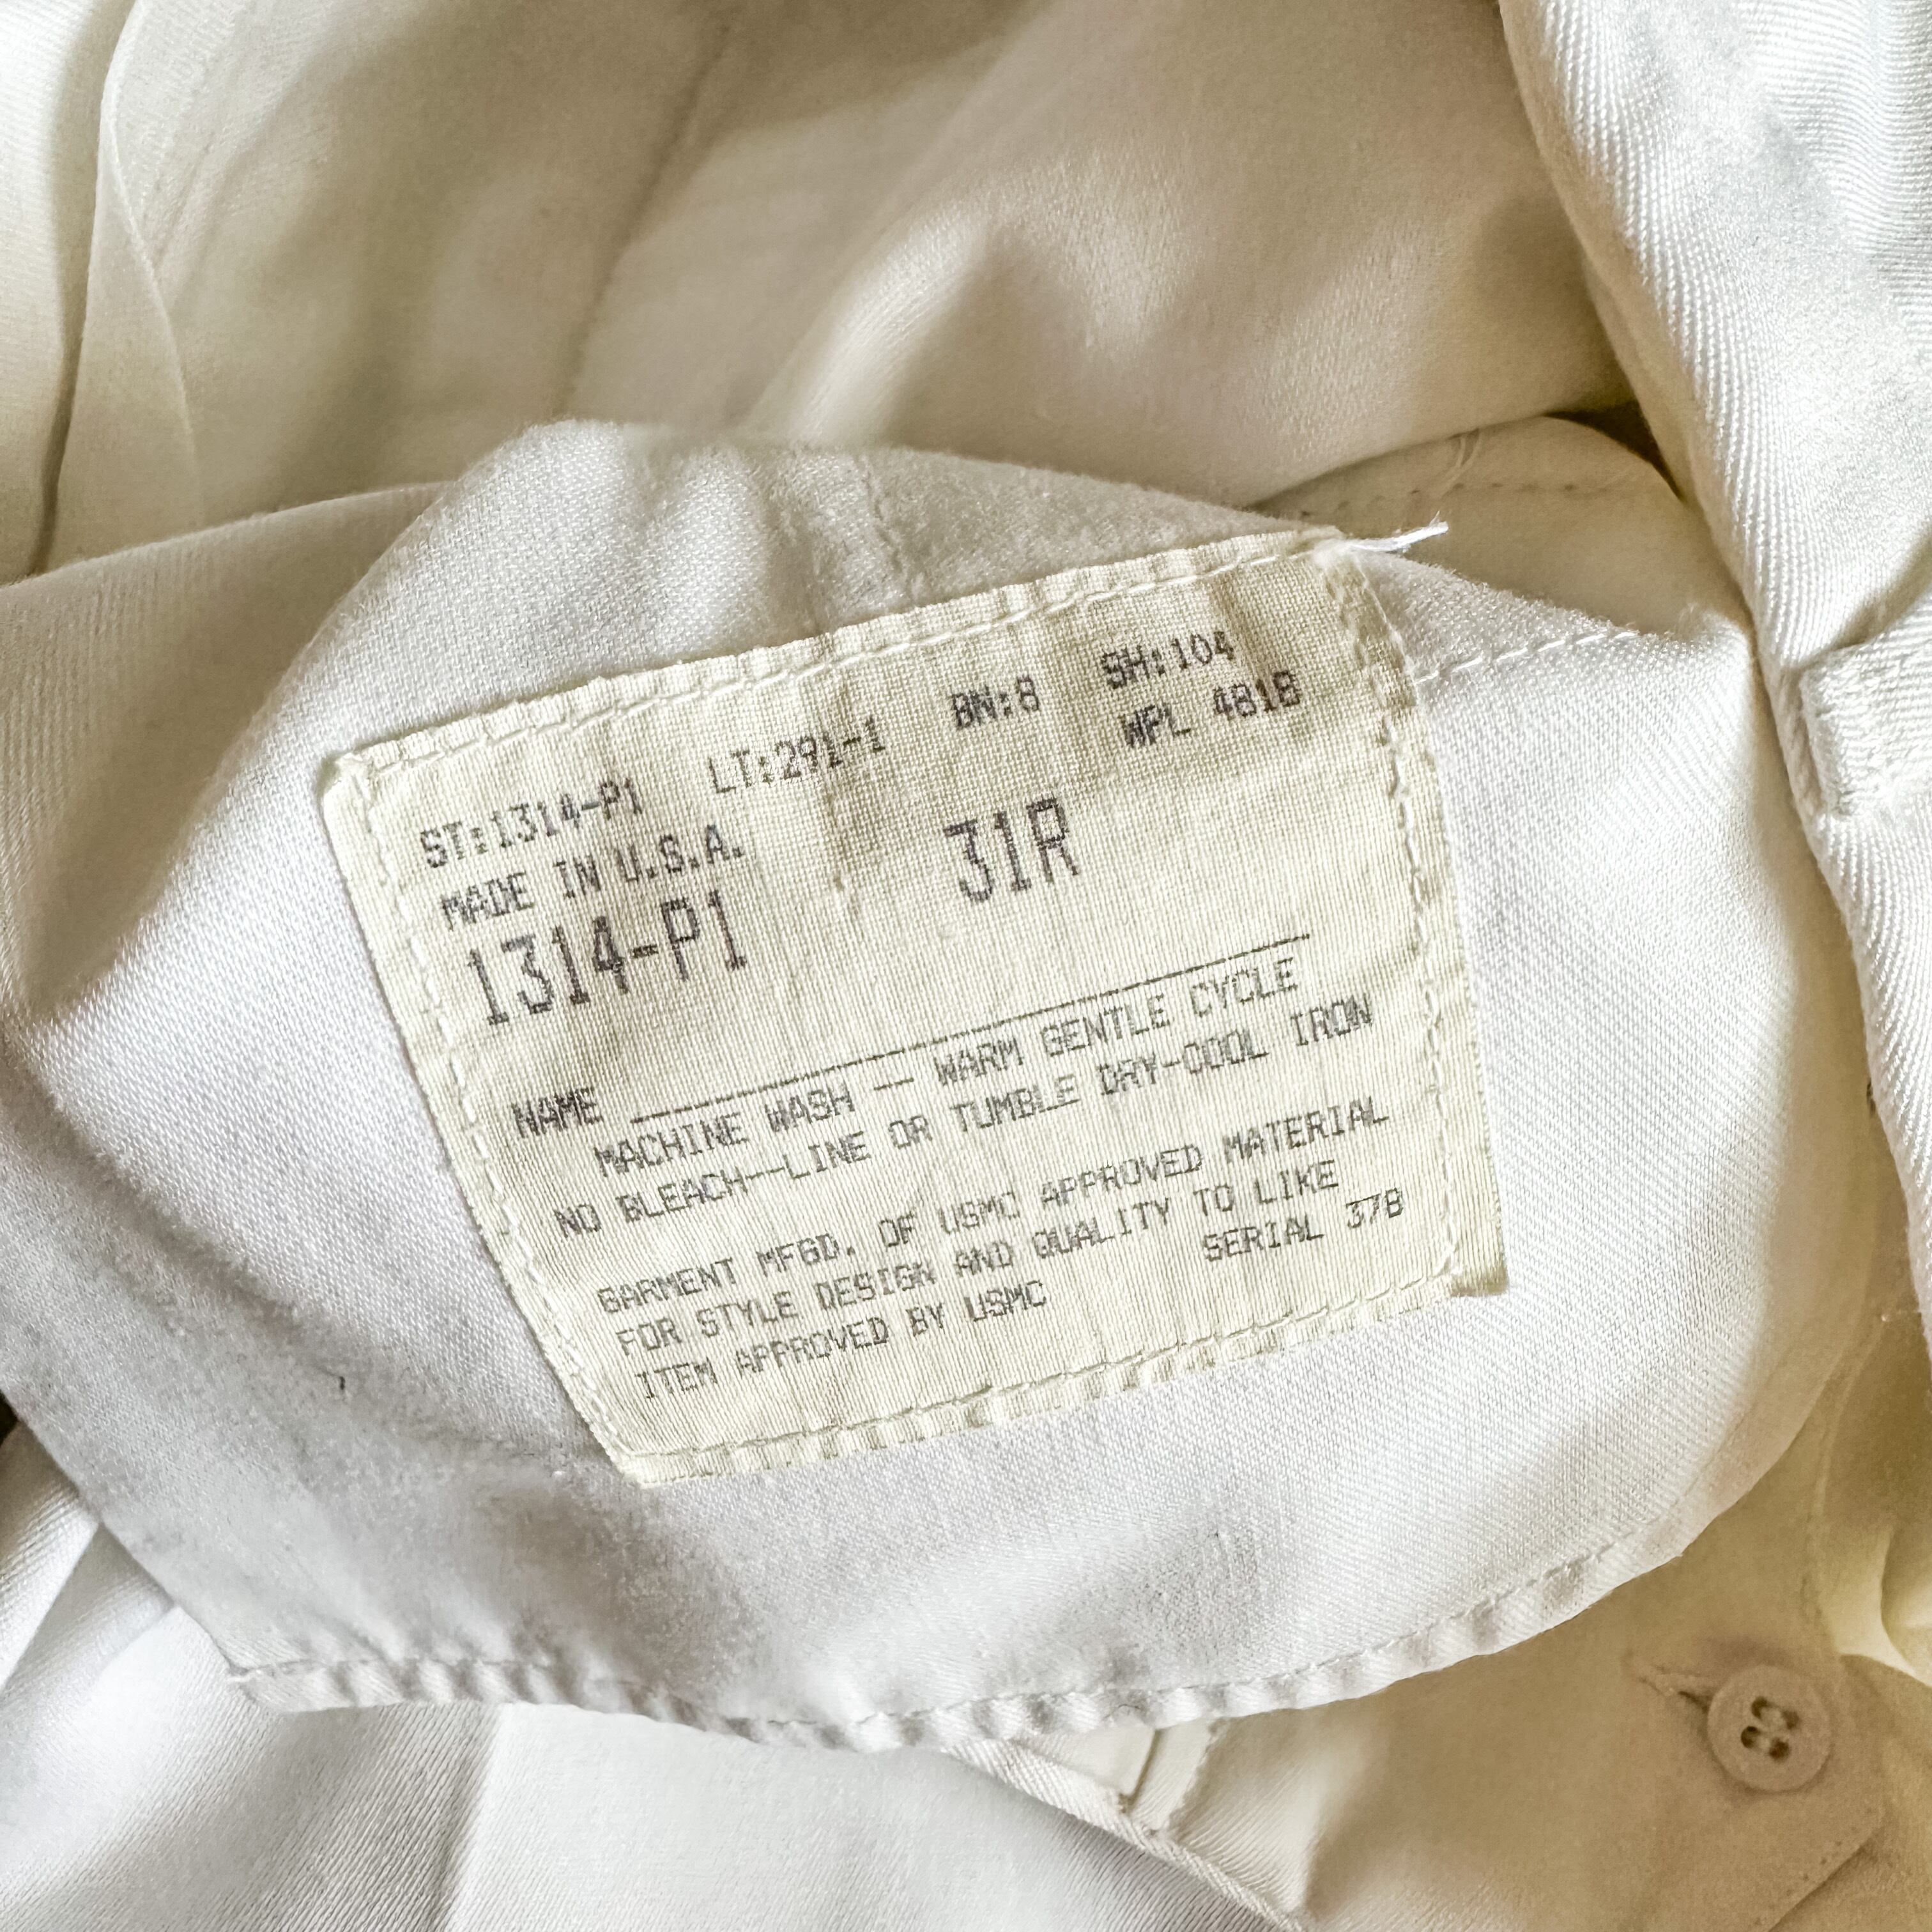 ST:1314-P1 LT:291-1 BN:8 SH:104
MADE IN U.S.A. WPL 4818
1314-P1 31R
NAME
MACHINE WASH -- WARM GENTLE CYCLE
NO BLEACH--LINE OR TUMBLE DRY-COOL IRON
GARMENT MFGD. OF USMC APPROVED MATERIAL
FOR STYLE DESIGN AND QUALITY TO LIKE
ITEM APPROVED BY USMC SERIAL 378